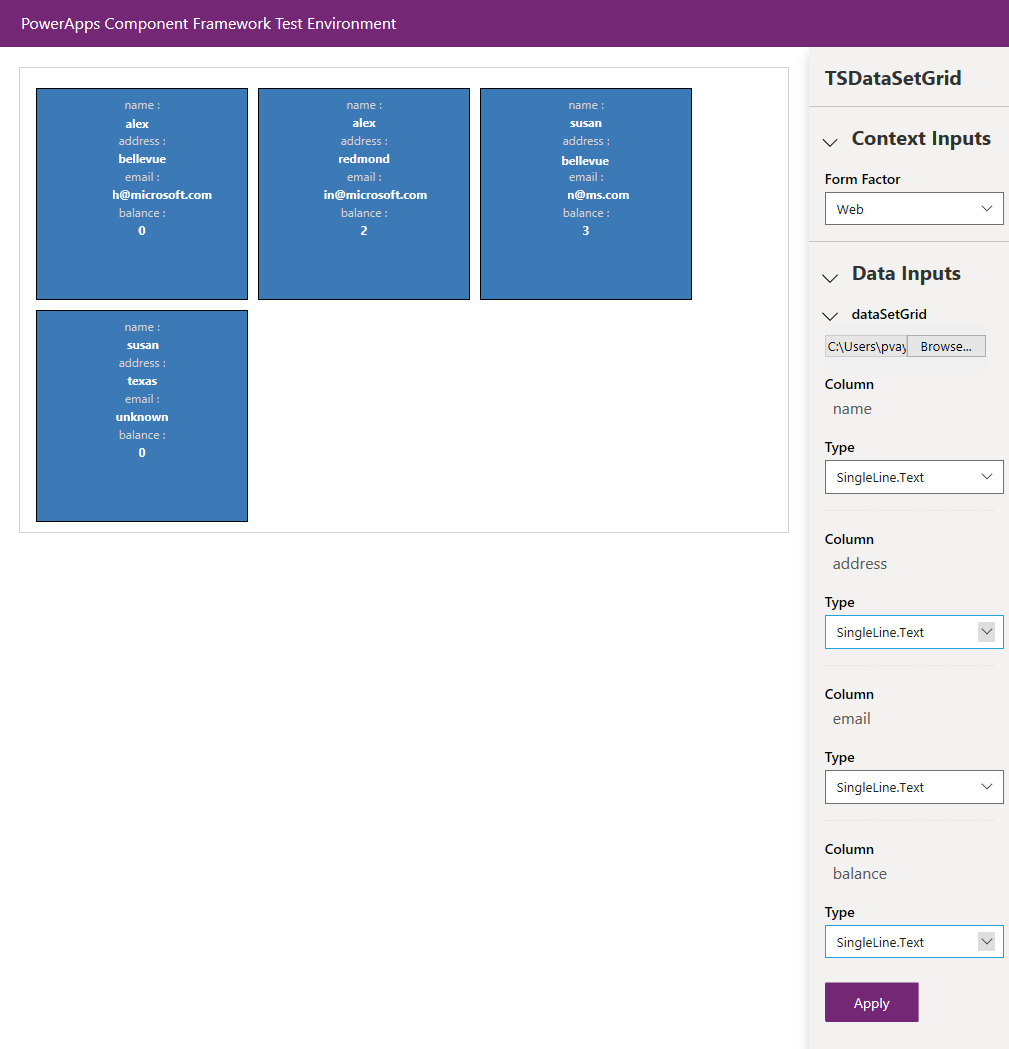 PowerApps Component Framework Test Environment
name :
alex
address :
bellevue
email :
h@microsoft.com
balance :
0
name :
alex
address :
redmond
email :
in@microsoft.com
balance :
2
name :
susan
address :
bellevue
email :
n@ms.com
balance :
3
name :
susan
address :
texas
email :
unknown
balance :
0
TSDataSetGrid
Context Inputs
Form Factor
Web
Data Inputs
dataSetGrid
C:\Users\pvay Browse...
Column
name
Type
SingleLine.Text
Column
address
Type
SingleLine.Text
Column
email
Type
SingleLine.Text
Column
balance
Type
SingleLine.Text
Apply